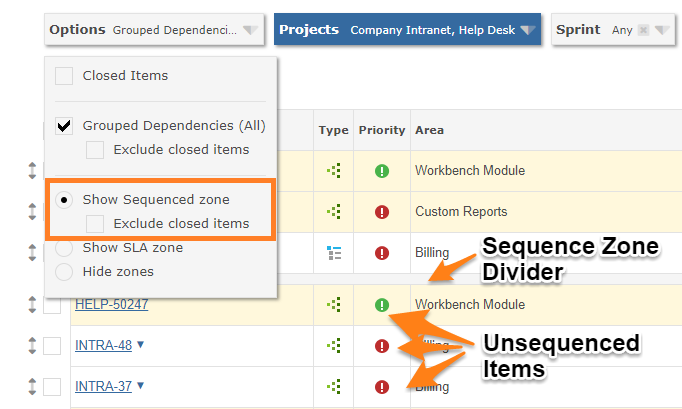 Options Grouped Dependenci... Projects Company Intranet, Help Desk Sprint Any
Closed Items
Grouped Dependencies (All)
Exclude closed items
Show Sequenced zone
Exclude closed items
Show SLA zone
Hide zones
Type Priority Area
Workbench Module
Custom Reports
Billing
Sequence Zone
Divider
HELP-50247 Workbench Module
INTRA-48 Billing
INTRA-37 Billing
Unsequenced
Items